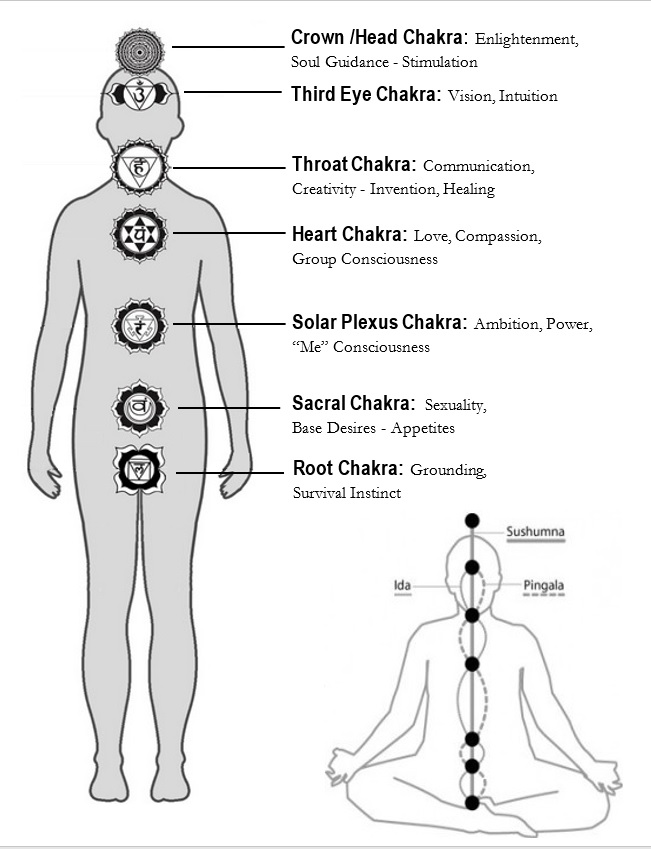 Crown /Head Chakra: Enlightenment,
Soul Guidance - Stimulation
ॐ
Third Eye Chakra: Vision, Intuition
हं
Throat Chakra: Communication,
Creativity - Invention, Healing
यं
Heart Chakra: Love, Compassion,
Group Consciousness
रं
Solar Plexus Chakra: Ambition, Power,
“Me” Consciousness
वं
Sacral Chakra: Sexuality,
Base Desires - Appetites
लं
Root Chakra: Grounding,
Survival Instinct
Sushumna
Ida
Pingala